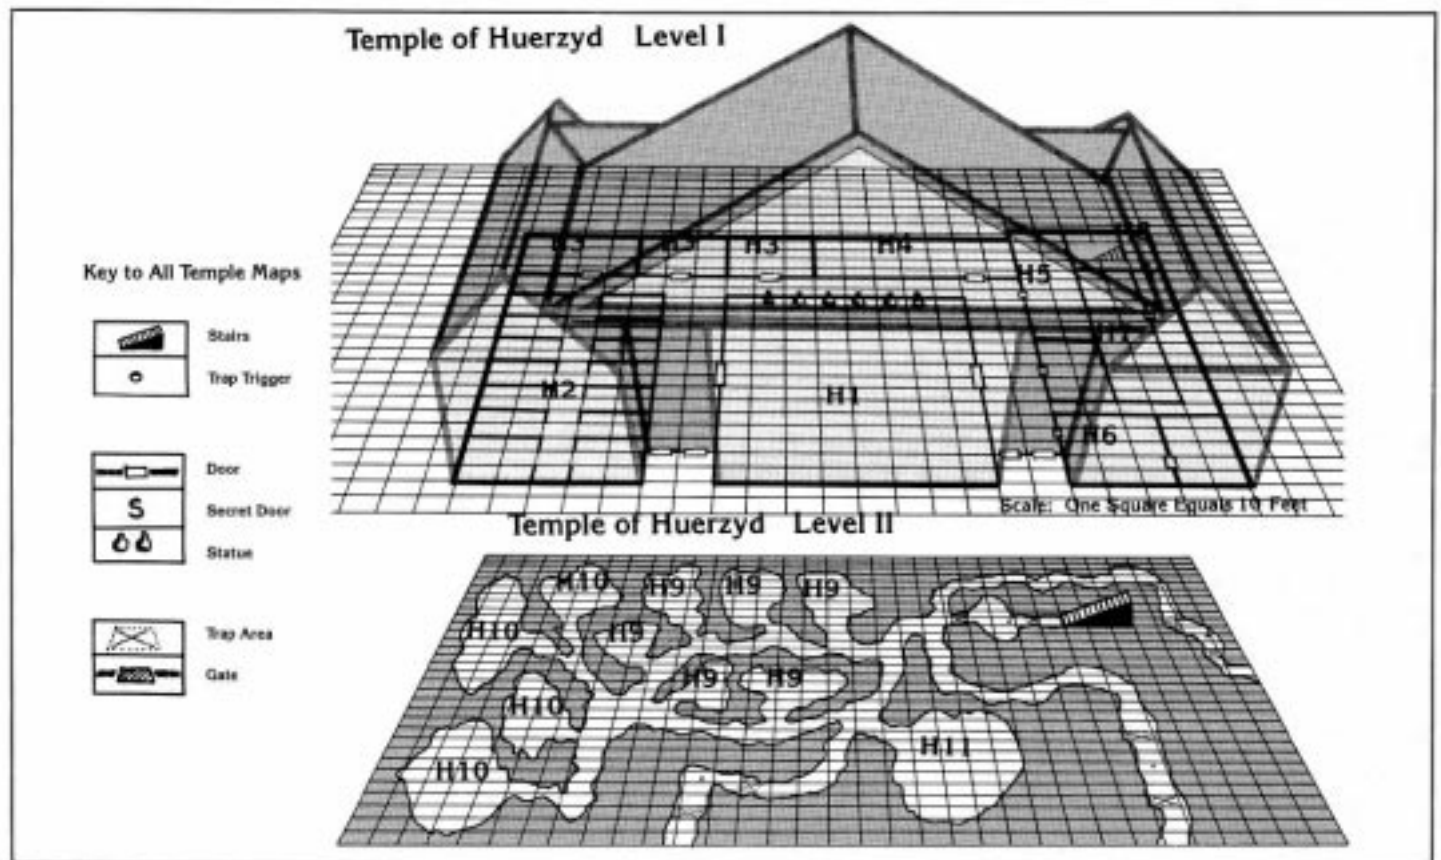 Temple of Huerzyd Level I
H3 H3 H3 H4
H5
H7
H2
H1
H6
Scale: One Square Equals 10 Feet
Key to All Temple Maps
Stairs
Trap Trigger
Door
S Secret Door
Statue
Trap Area
Gate
Temple of Huerzyd Level II
H10 H9 H9 H9
H10 H9
H9 H9
H10
H11
H10